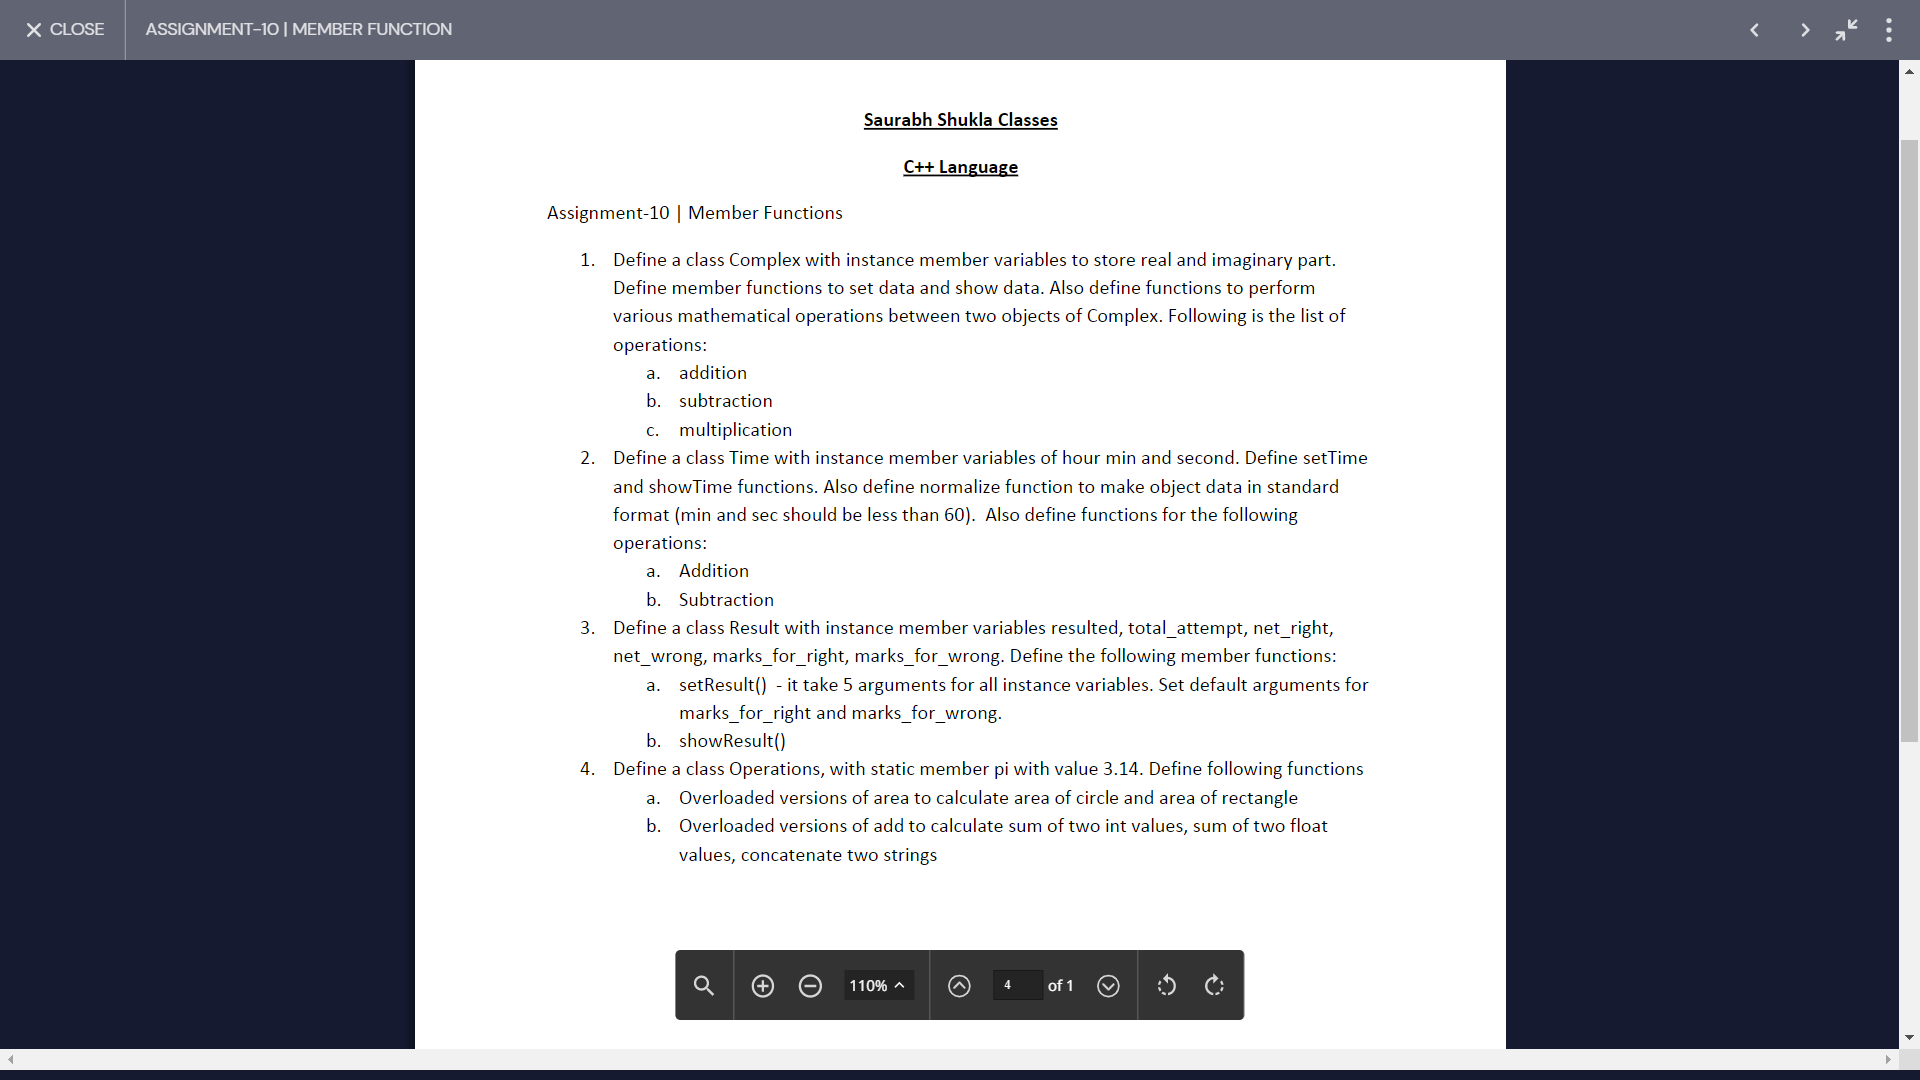 CLOSE
ASSIGNMENT-10 | MEMBER FUNCTION
Saurabh Shukla Classes
C++ Language
Assignment-10 | Member Functions
1. Define a class Complex with instance member variables to store real and imaginary part.
Define member functions to set data and show data. Also define functions to perform
various mathematical operations between two objects of Complex. Following is the list of
operations:
a. addition
b. subtraction
c. multiplication
2. Define a class Time with instance member variables of hour min and second. Define setTime
and showTime functions. Also define normalize function to make object data in standard
format (min and sec should be less than 60).  Also define functions for the following
operations:
a. Addition
b. Subtraction
3. Define a class Result with instance member variables resulted, total_attempt, net_right,
net_wrong, marks_for_right, marks_for_wrong. Define the following member functions:
a. setResult()  - it take 5 arguments for all instance variables. Set default arguments for
marks_for_right and marks_for_wrong.
b. showResult()
4. Define a class Operations, with static member pi with value 3.14. Define following functions
a. Overloaded versions of area to calculate area of circle and area of rectangle
b. Overloaded versions of add to calculate sum of two int values, sum of two float
values, concatenate two strings
110%
4 of 1